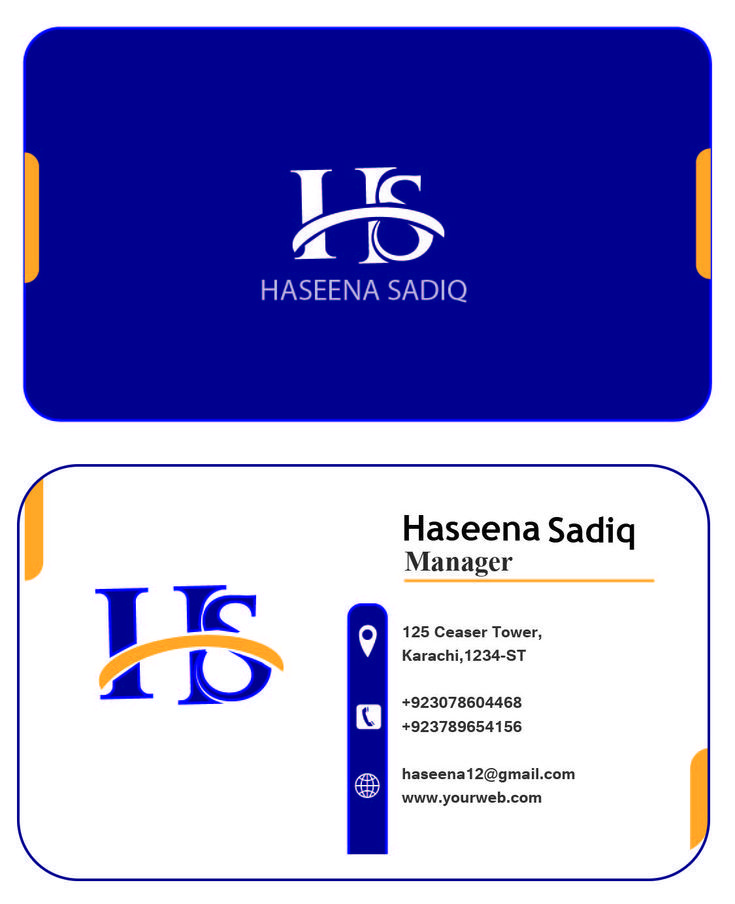 HS
HASEENA SADIQ
Haseena Sadiq
Manager
HS
125 Ceaser Tower,
Karachi,1234-ST
+923078604468
+923789654156
haseena12@gmail.com
www.yourweb.com